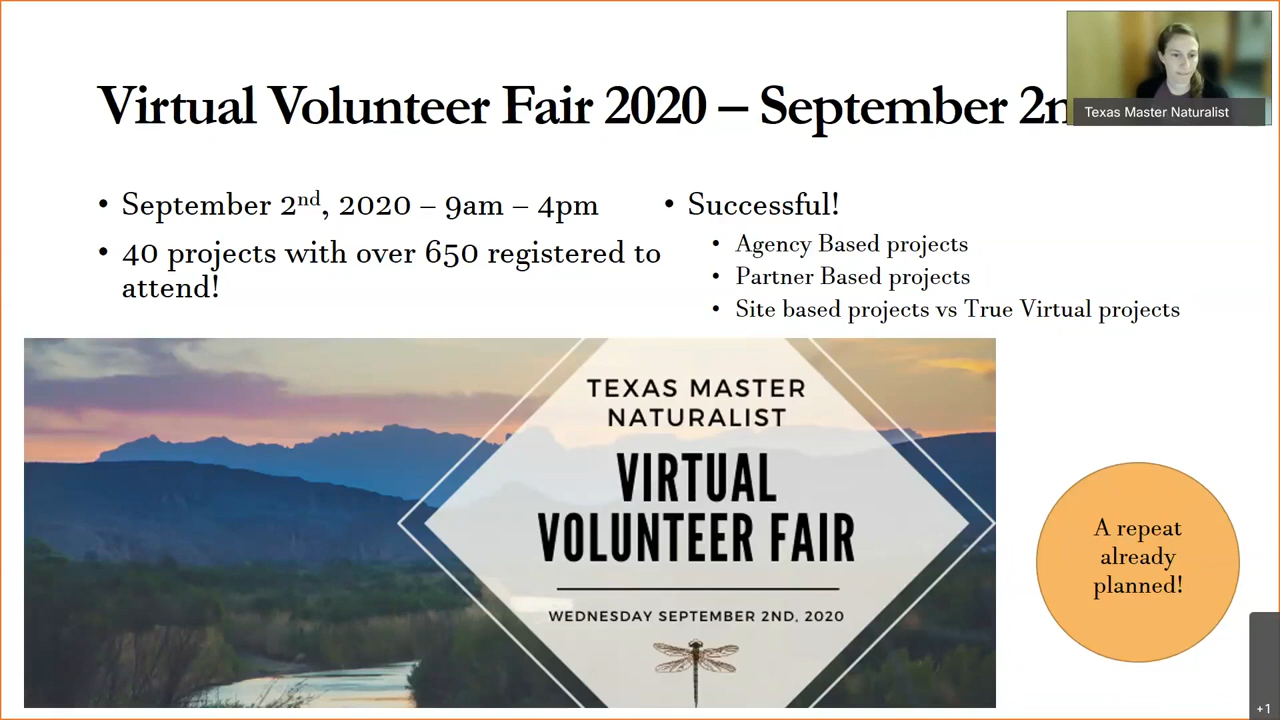 Virtual Volunteer Fair 2020 – September 2n
Texas Master Naturalist
• September 2nd, 2020 – 9am – 4pm
• 40 projects with over 650 registered to
attend!
• Successful!
• Agency Based projects
• Partner Based projects
• Site based projects vs True Virtual projects
TEXAS MASTER
NATURALIST
VIRTUAL
VOLUNTEER FAIR
WEDNESDAY SEPTEMBER 2ND, 2020
A repeat
already
planned!
+1